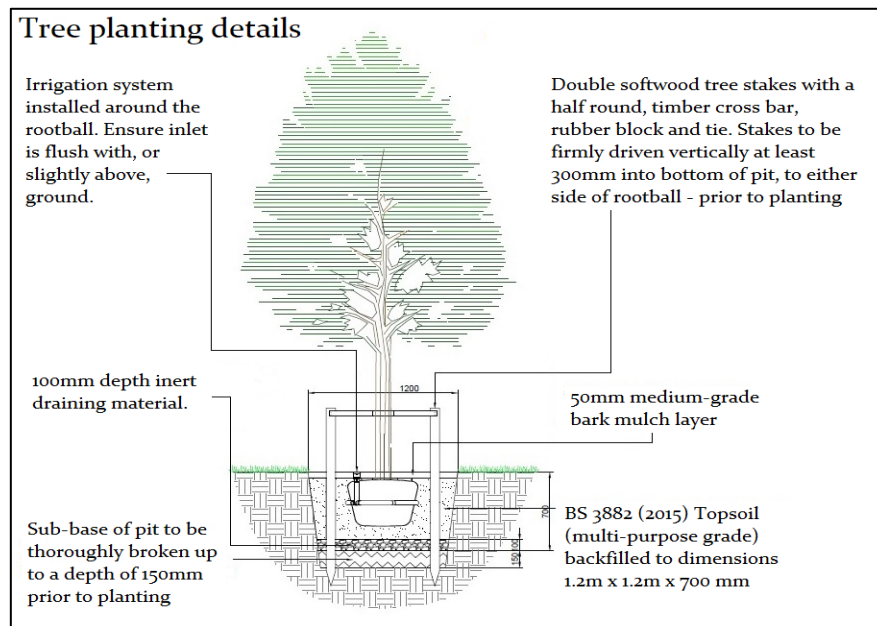 Tree planting details
Irrigation system
installed around the
rootball. Ensure inlet
is flush with, or
slightly above,
ground.
Double softwood tree stakes with a
half round, timber cross bar,
rubber block and tie. Stakes to be
firmly driven vertically at least
300mm into bottom of pit, to either
side of rootball - prior to planting
100mm depth inert
draining material.
1200
50mm medium-grade
bark mulch layer
Sub-base of pit to be
thoroughly broken up
to a depth of 150mm
prior to planting
700
100
150
BS 3882 (2015) Topsoil
(multi-purpose grade)
backfilled to dimensions
1.2m x 1.2m x 700 mm